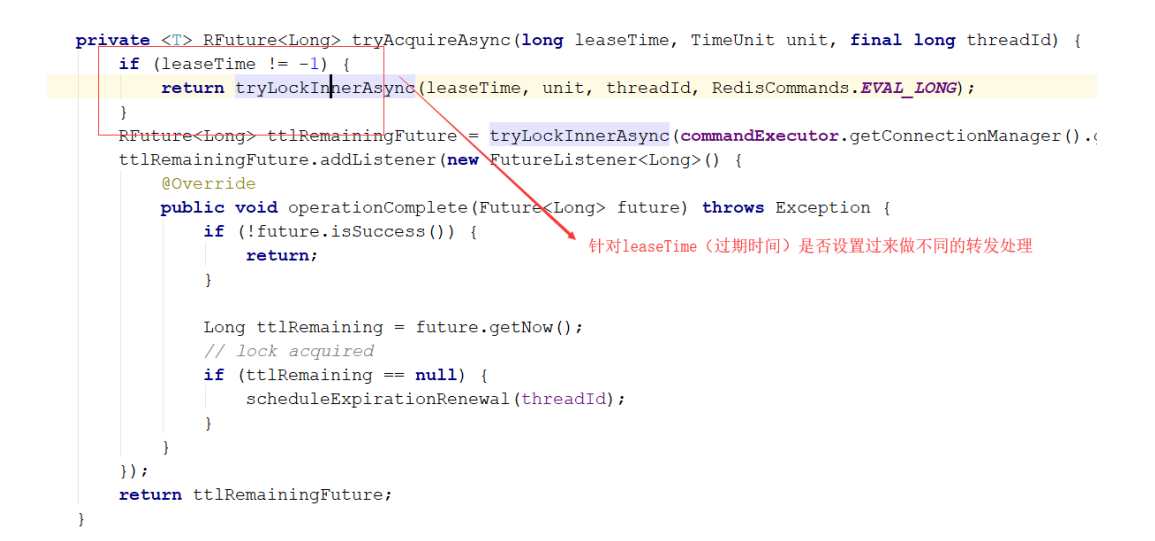 private <T> RFuture<Long> tryAcquireAsync(long leaseTime, TimeUnit unit, final long threadId) {
if (leaseTime != -1) {
return tryLockInnerAsync(leaseTime, unit, threadId, RedisCommands.EVAL_LONG);
}
RFuture<Long> ttlRemainingFuture = tryLockInnerAsync(commandExecutor.getConnectionManager().
ttlRemainingFuture.addListener(new FutureListener<Long>() {
@Override
public void operationComplete(Future<Long> future) throws Exception {
if (!future.isSuccess()) {
针对leaseTime（过期时间）是否设置过来做不同的转发处理
return;
}
Long ttlRemaining = future.getNow();
// lock acquired
if (ttlRemaining == null) {
scheduleExpirationRenewal(threadId);
}
}
});
return ttlRemainingFuture;
}